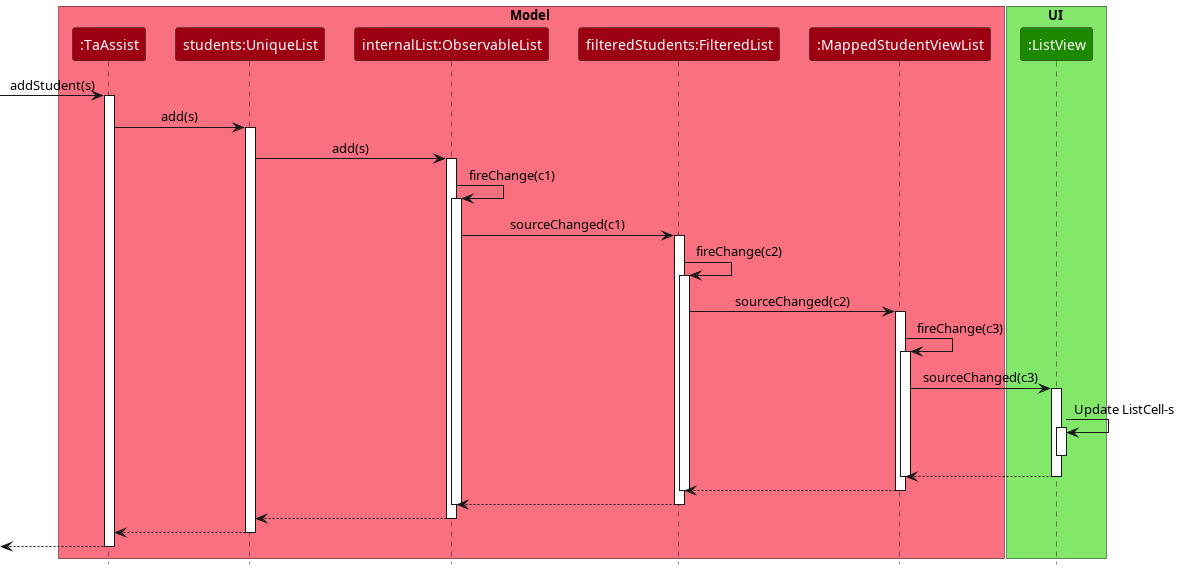 Model
UI
:TaAssist
students:UniqueList
internalList:ObservableList
filteredStudents:FilteredList
:MappedStudentViewList
:ListView
addStudent(s)
add(s)
add(s)
fireChange(c1)
sourceChanged(c1)
fireChange(c2)
sourceChanged(c2)
fireChange(c3)
sourceChanged(c3)
Update ListCell-s